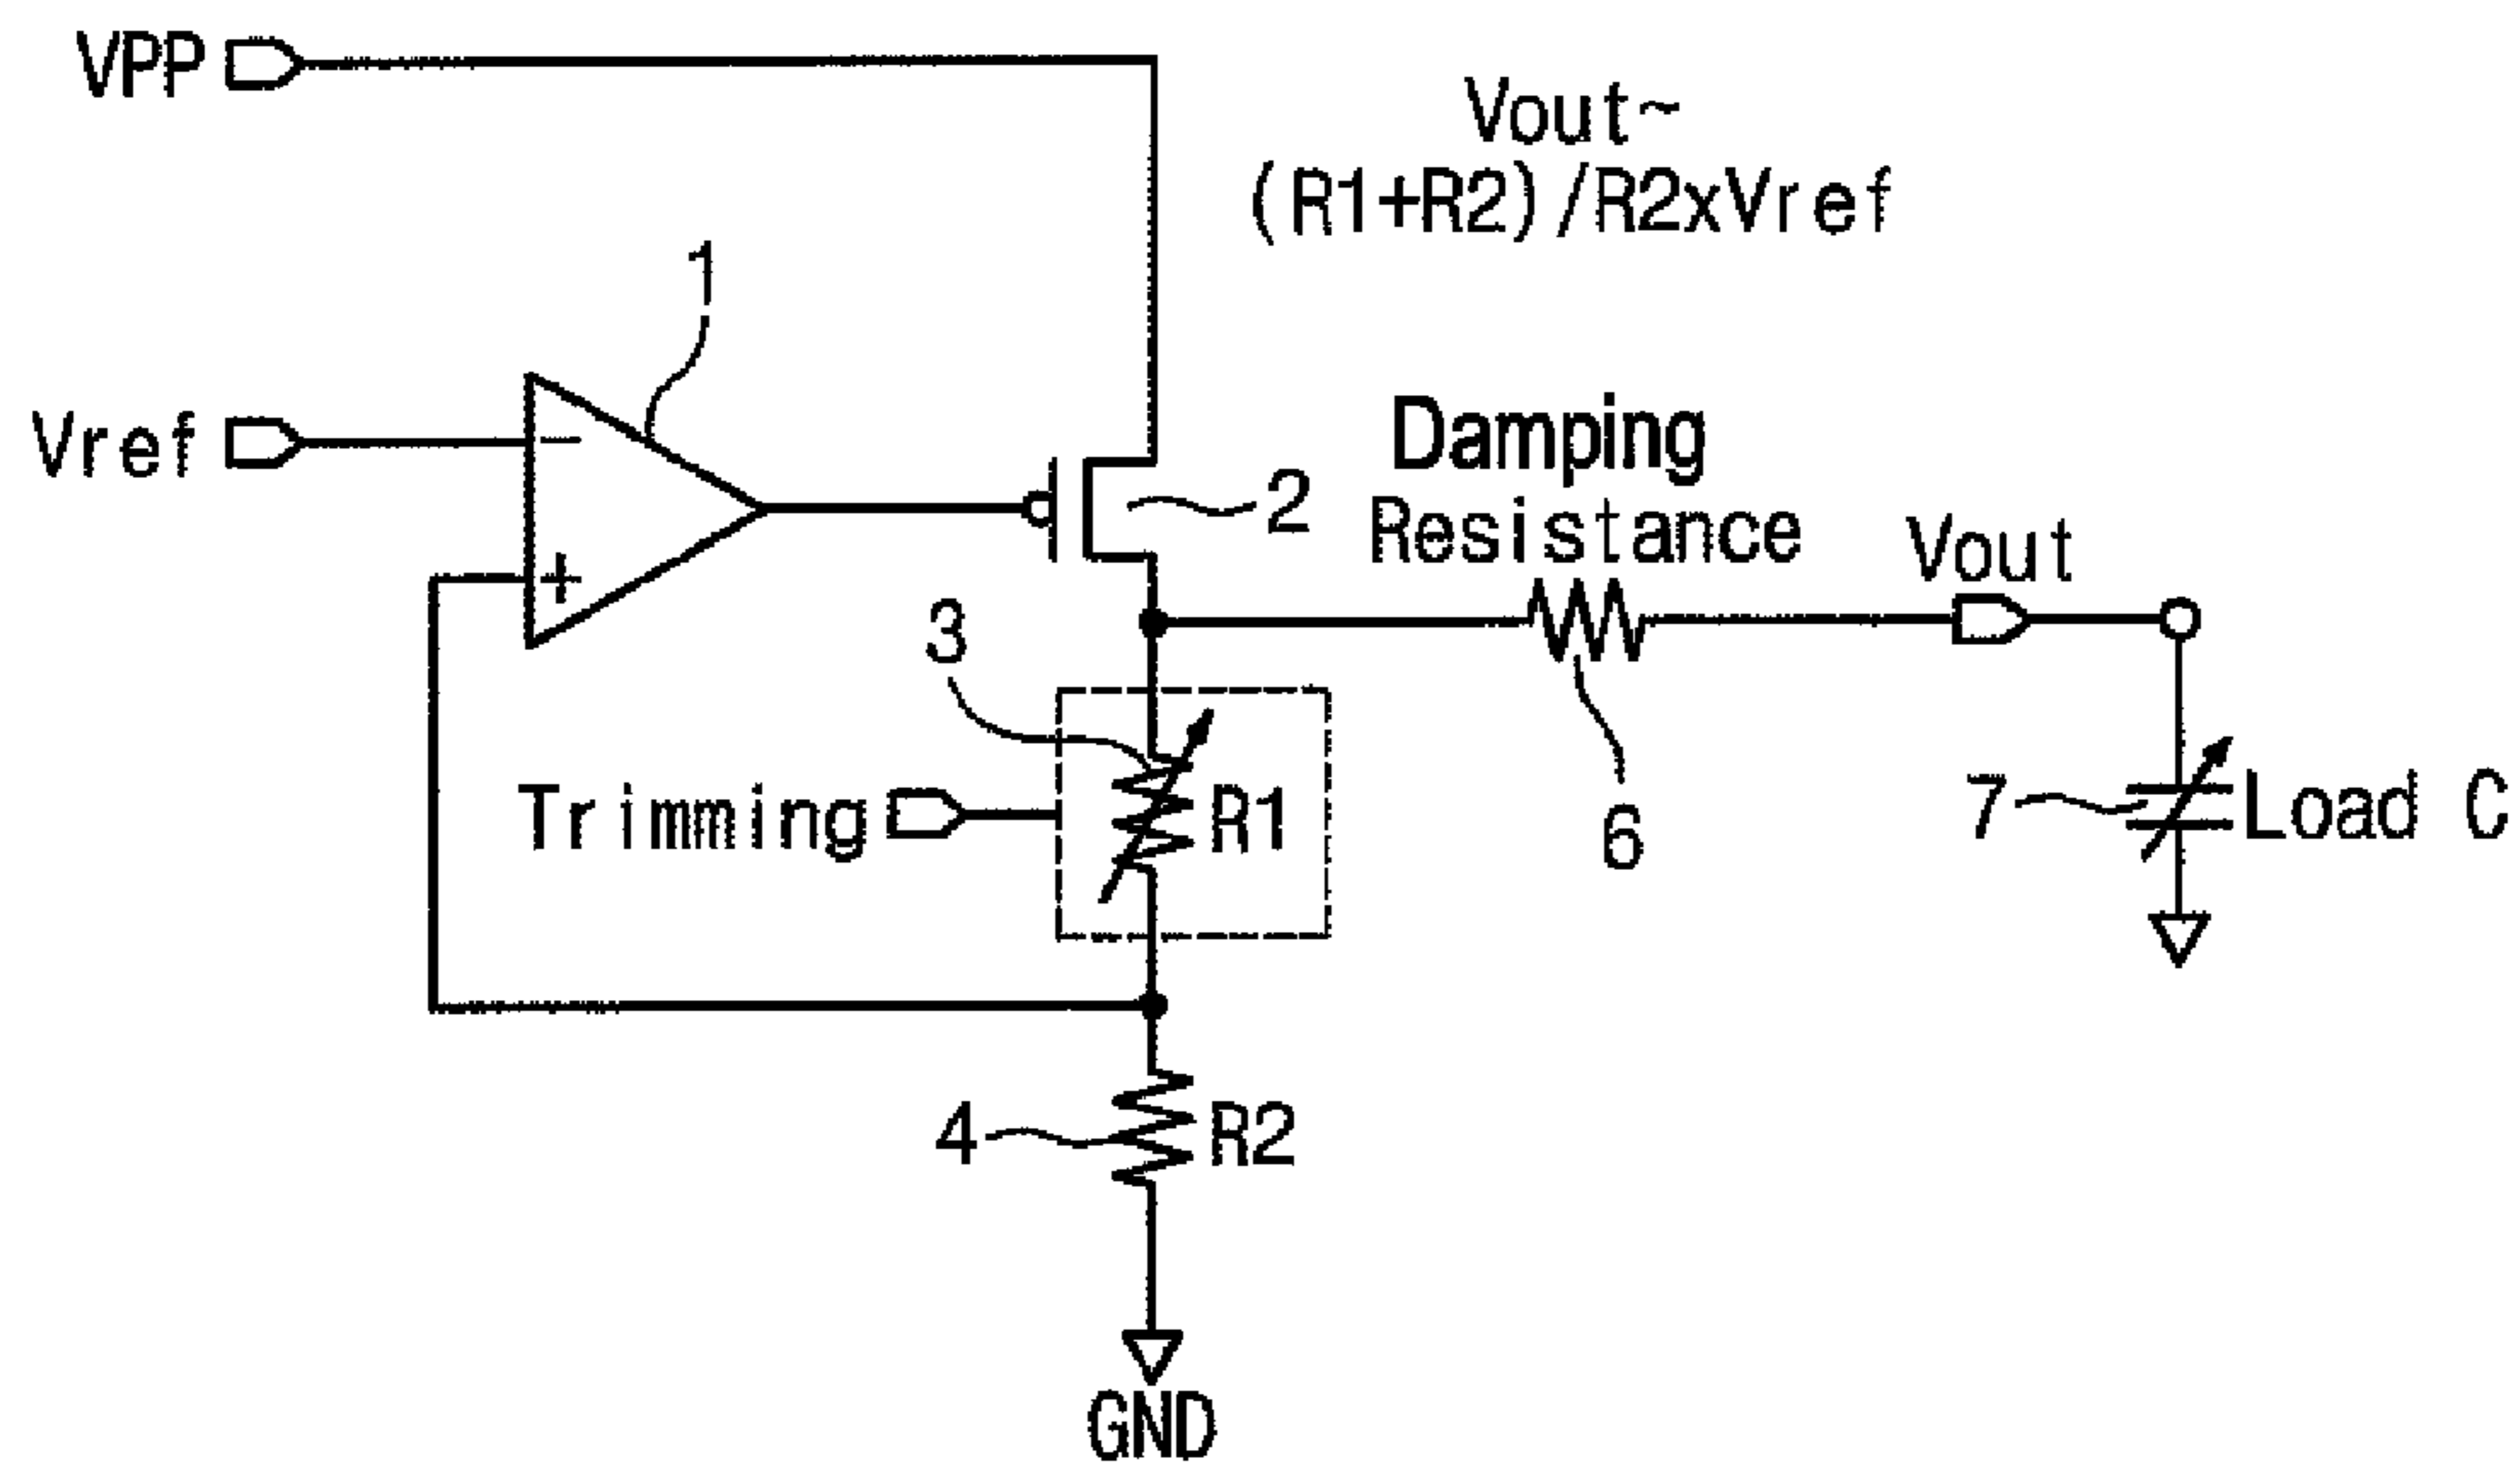 VPP
Vout~
(R1+R2)/R2xVref
1
Vref
-
+
2
Damping
Resistance
Vout
3
Trimming
R1
6
7
Load C
4
R2
GND